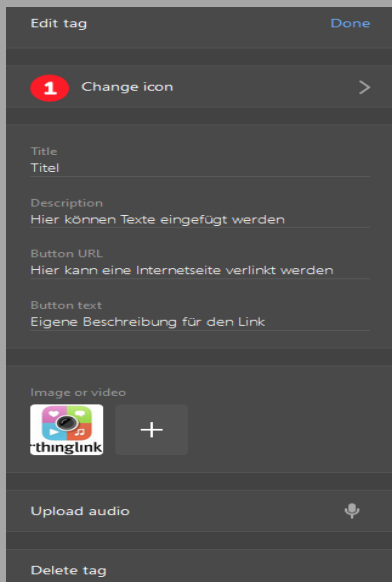 Edit tag Done
1 Change icon
Title
Titel
Description
Hier können Texte eingefügt werden
Button URL
Hier kann eine Internetseite verlinkt werden
Button text
Eigene Beschreibung für den Link
Image or video
thinglink
Upload audio
Delete tag